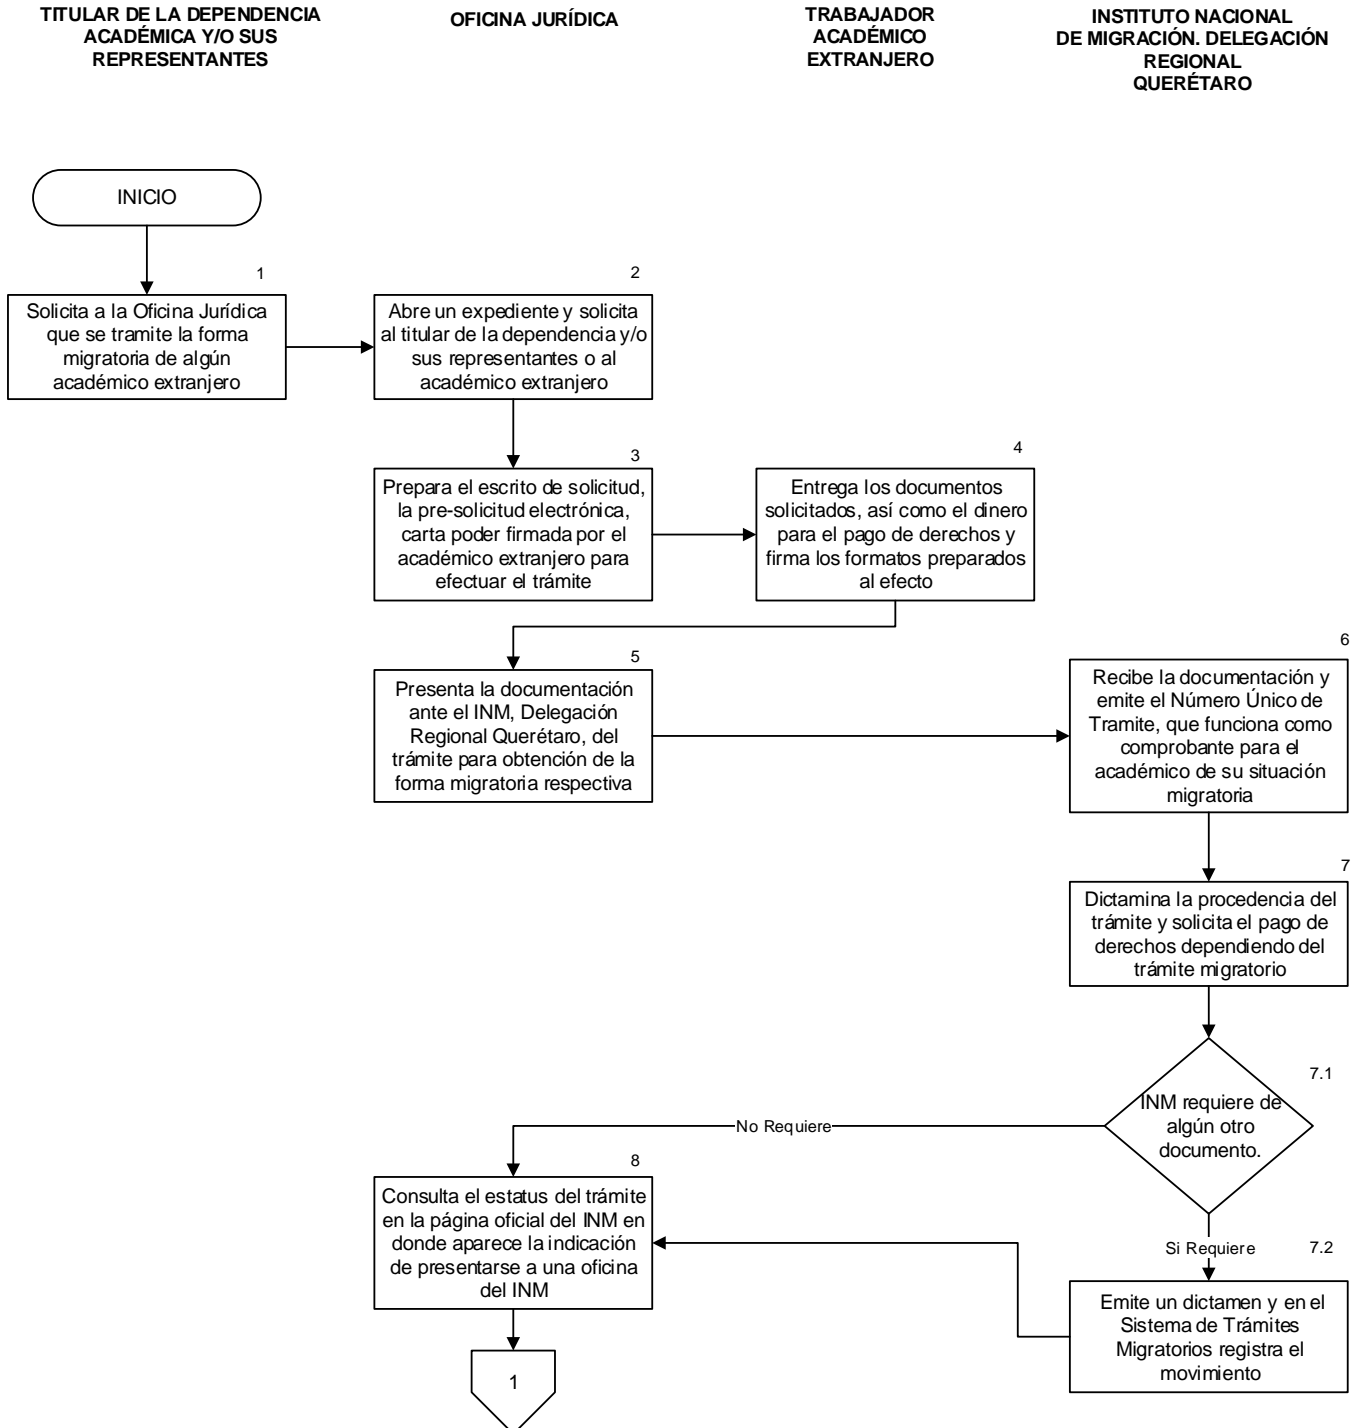 TITULAR DE LA DEPENDENCIA
ACADÉMICA Y/O SUS
REPRESENTANTES
OFICINA JURÍDICA
TRABAJADOR
ACADÉMICO
EXTRANJERO
INSTITUTO NACIONAL
DE MIGRACIÓN. DELEGACIÓN
REGIONAL
QUERÉTARO
INICIO
1
Solicita a la Oficina Jurídica
que se tramite la forma
migratoria de algún
académico extranjero
2
Abre un expediente y solicita
al titular de la dependencia y/o
sus representantes o al
académico extranjero
3
Prepara el escrito de solicitud,
la pre-solicitud electrónica,
carta poder firmada por el
académico extranjero para
efectuar el trámite
4
Entrega los documentos
solicitados, así como el dinero
para el pago de derechos y
firma los formatos preparados
al efecto
5
Presenta la documentación
ante el INM, Delegación
Regional Querétaro, del
trámite para obtención de la
forma migratoria respectiva
6
Recibe la documentación y
emite el Número Único de
Tramite, que funciona como
comprobante para el
académico de su situación
migratoria
7
Dictamina la procedencia del
trámite y solicita el pago de
derechos dependiendo del
trámite migratorio
7.1
INM requiere de
algún otro
documento.
No Requiere
Si Requiere
7.2
Emite un dictamen y en el
Sistema de Trámites
Migratorios registra el
movimiento
8
Consulta el estatus del trámite
en la página oficial del INM en
donde aparece la indicación
de presentarse a una oficina
del INM
1